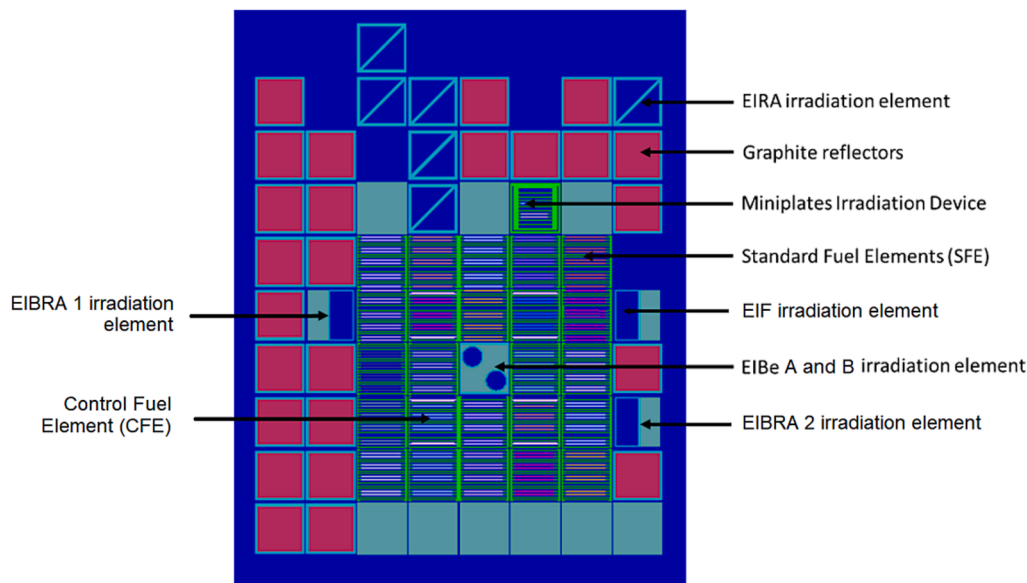 EIRA irradiation element
Graphite reflectors
Miniplates Irradiation Device
Standard Fuel Elements (SFE)
EIBRA 1 irradiation
element
EIF irradiation element
EIBe A and B irradiation element
Control Fuel
Element (CFE)
EIBRA 2 irradiation element